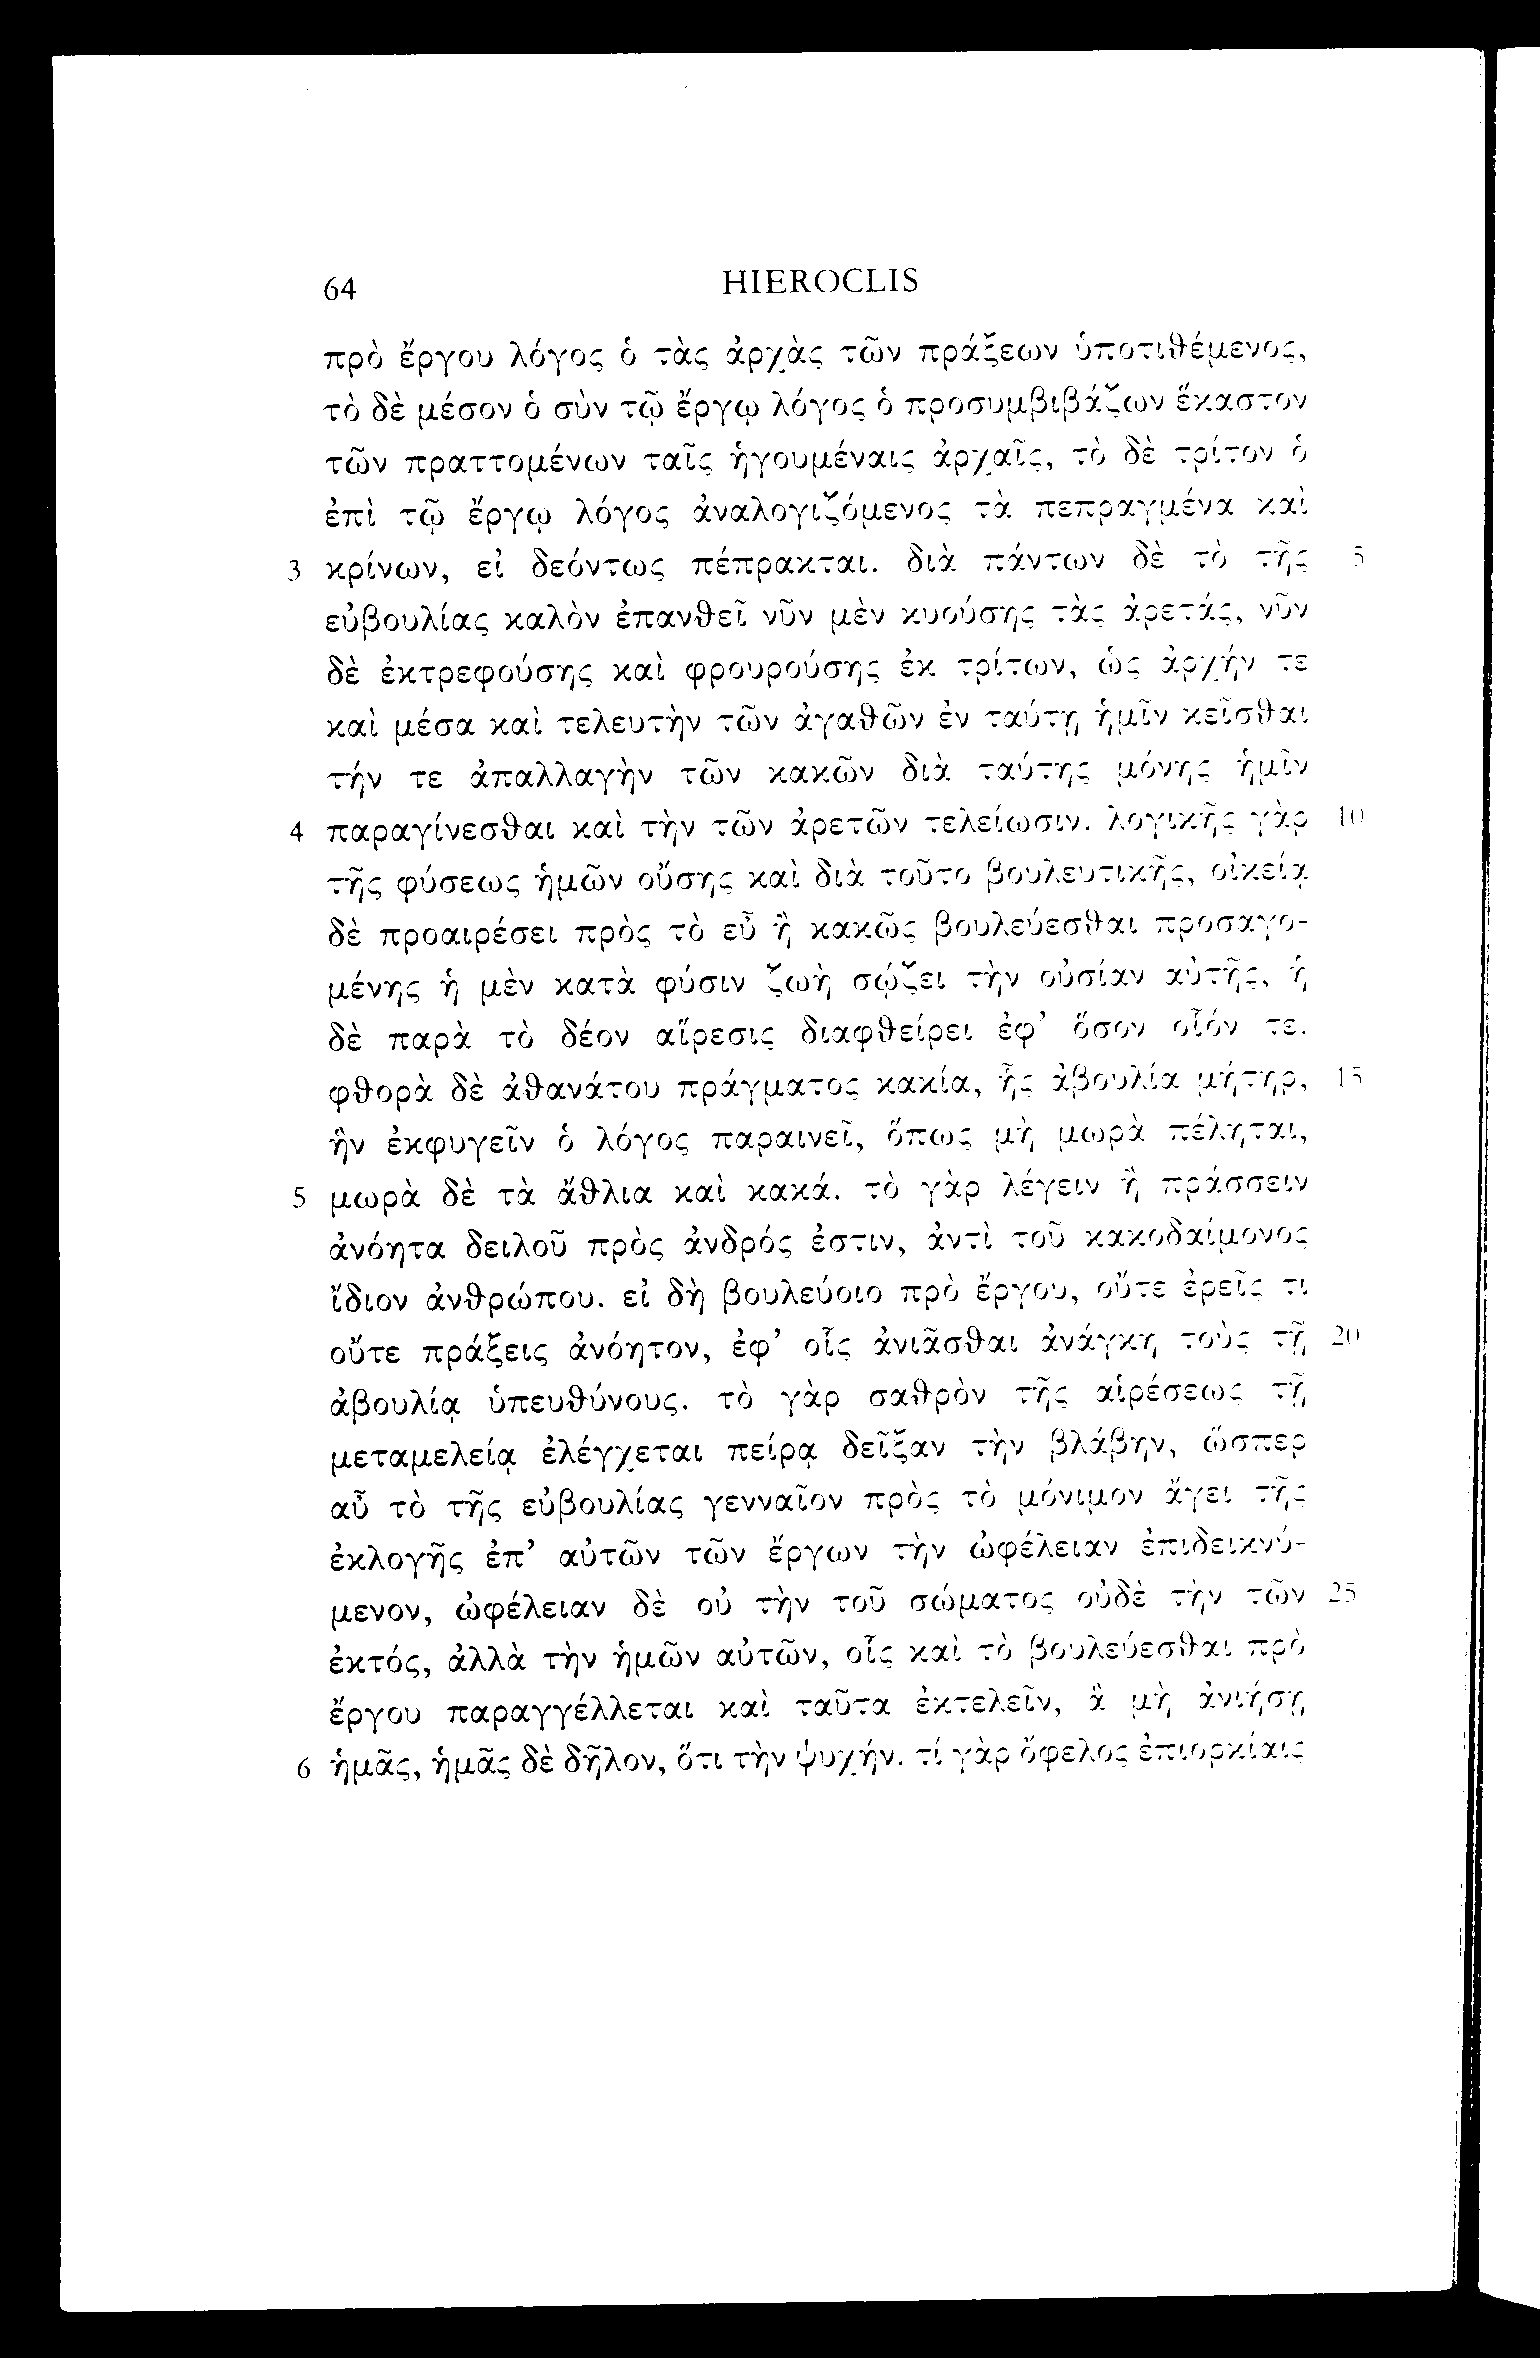 64 HIEROCLIS
πρὸ ἔργου λόγος ὁ τὰς ἀρχὰς τῶν πράξεων ὑποτιθέμενος,
τὸ δὲ μέσον ὁ σὺν τῷ ἔργῳ λόγος ὁ προσυμβιβάζων ἕκαστον
τῶν πραττομένων ταῖς ἡγουμέναις ἀρχαῖς, τὸ δὲ τρίτον ὁ
ἐπὶ τῷ ἔργῳ λόγος ἀναλογιζόμενος τὰ πεπραγμένα καὶ
3 κρίνων, εἰ δεόντως πέπρακται. διὰ πάντων δὲ τὸ τῆς 5
εὐβουλίας καλὸν ἐπανθεῖ νῦν μὲν κυούσης τὰς ἀρετάς, νῦν
δὲ ἐκτρεφούσης καὶ φρουρούσης ἐκ τρίτων, ὡς ἀρχήν τε
καὶ μέσα καὶ τελευτὴν τῶν ἀγαθῶν ἐν ταύτῃ ἡμῖν κεῖσθαι
τήν τε ἀπαλλαγὴν τῶν κακῶν διὰ ταύτης μόνης ἡμῖν
4 παραγίνεσθαι καὶ τὴν τῶν ἀρετῶν τελείωσιν. λογικῆς γὰρ 10
τῆς φύσεως ἡμῶν οὔσης καὶ διὰ τοῦτο βουλευτικῆς, οἰκείᾳ
δὲ προαιρέσει πρὸς τὸ εὖ ἢ κακῶς βουλεύεσθαι προσαγο-
μένης ἡ μὲν κατὰ φύσιν ζωὴ σῴζει τὴν οὐσίαν αὐτῆς, ἡ
δὲ παρὰ τὸ δέον αἵρεσις διαφθείρει ἐφ’ ὅσον οἷόν τε.
φθορὰ δὲ ἀθανάτου πράγματος κακία, ἧς ἀβουλία μήτηρ, 15
ἣν ἐκφυγεῖν ὁ λόγος παραινεῖ, ὅπως μὴ μωρὰ πέληται,
5 μωρὰ δὲ τὰ ἄθλια καὶ κακά. τὸ γὰρ λέγειν ἢ πράσσειν
ἀνόητα δειλοῦ πρὸς ἀνδρός ἐστιν, ἀντὶ τοῦ κακοδαίμονος
ἴδιον ἀνθρώπου. εἰ δὴ βουλεύοιο πρὸ ἔργου, οὔτε ἐρεῖς τι
οὔτε πράξεις ἀνόητον, ἐφ’ οἷς ἀνιᾶσθαι ἀνάγκη τοὺς τῇ 20
ἀβουλίᾳ ὑπευθύνους. τὸ γὰρ σαθρὸν τῆς αἱρέσεως τῇ
μεταμελείᾳ ἐλέγχεται πείρᾳ δεῖξαν τὴν βλάβην, ὥσπερ
αὖ τὸ τῆς εὐβουλίας γενναῖον πρὸς τὸ μόνιμον ἄγει τῆς
ἐκλογῆς ἐπ’ αὐτῶν τῶν ἔργων τὴν ὠφέλειαν ἐπιδεικνύ-
μενον, ὠφέλειαν δὲ οὐ τὴν τοῦ σώματος οὐδὲ τὴν τῶν 25
ἐκτός, ἀλλὰ τὴν ἡμῶν αὐτῶν, οἷς καὶ τὸ βουλεύεσθαι πρὸ
ἔργου παραγγέλλεται καὶ ταῦτα ἐκτελεῖν, ἃ μὴ ἀνιήσῃ
6 ἡμᾶς, ἡμᾶς δὲ δῆλον, ὅτι τὴν ψυχήν. τί γὰρ ὄφελος ἐπιορκίαις